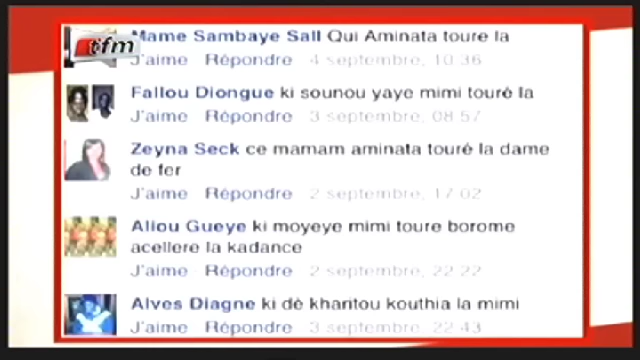 tfm
Mame Sambaye Sall Qui Aminata toure la
J'aime Répondre 4 septembre, 10:36
Fallou Diongue ki sounou yaye mimi touré la
J'aime Répondre 3 septembre, 08:57
Zeyna Seck ce mamam aminata touré la dame
de fer
J'aime Répondre 2 septembre, 17:02
Aliou Gueye ki moyeye mimi toure borome
acellere la kadance
J'aime Répondre 2 septembre, 22:22
Alves Diagne ki dè khantou kouthia la mimi
J'aime Répondre 3 septembre, 22:43